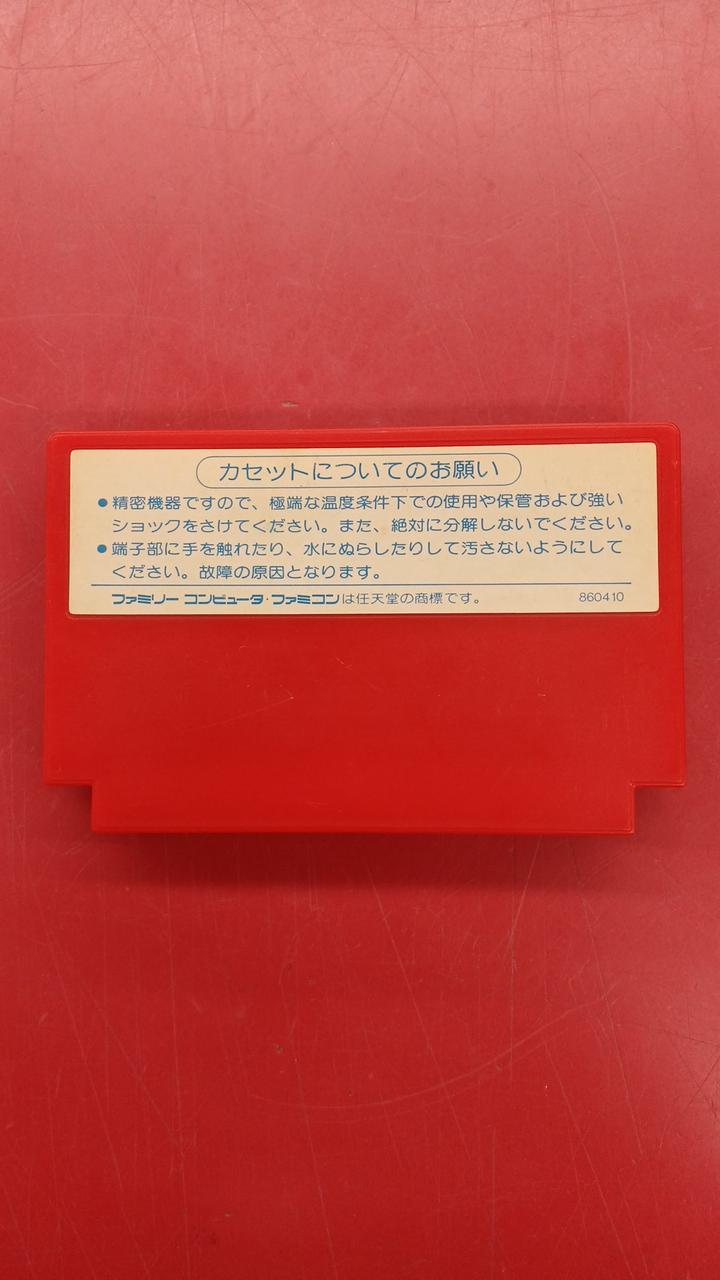 カセットについてのお願い
●精密機器ですので、極端な温度条件下での使用や保管および強い
ショックをさけてください。また、絶対に分解しないでください。
●端子部に手を触れたり、水にぬらしたりして汚さないようにして
ください。故障の原因となります。
ファミリー コンピュータ・ファミコンは任天堂の商標です。 860410